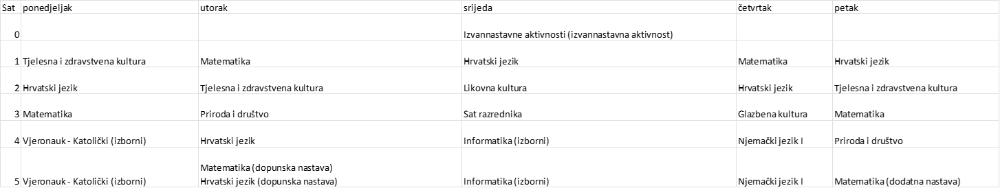 Sat ponedjeljak utorak srijeda četvrtak petak
0 Izvannastavne aktivnosti (izvannastavna aktivnost)
1 Tjelesna i zdravstvena kultura Matematika Hrvatski jezik Matematika Hrvatski jezik
2 Hrvatski jezik Tjelesna i zdravstvena kultura Likovna kultura Hrvatski jezik Tjelesna i zdravstvena kultura
3 Matematika Priroda i društvo Sat razrednika Glazbena kultura Matematika
4 Vjeronauk - Katolički (izborni) Hrvatski jezik Informatika (izborni) Njemački jezik I Priroda i društvo
Matematika (dopunska nastava)
5 Vjeronauk - Katolički (izborni) Hrvatski jezik (dopunska nastava) Informatika (izborni) Njemački jezik I Matematika (dodatna nastava)